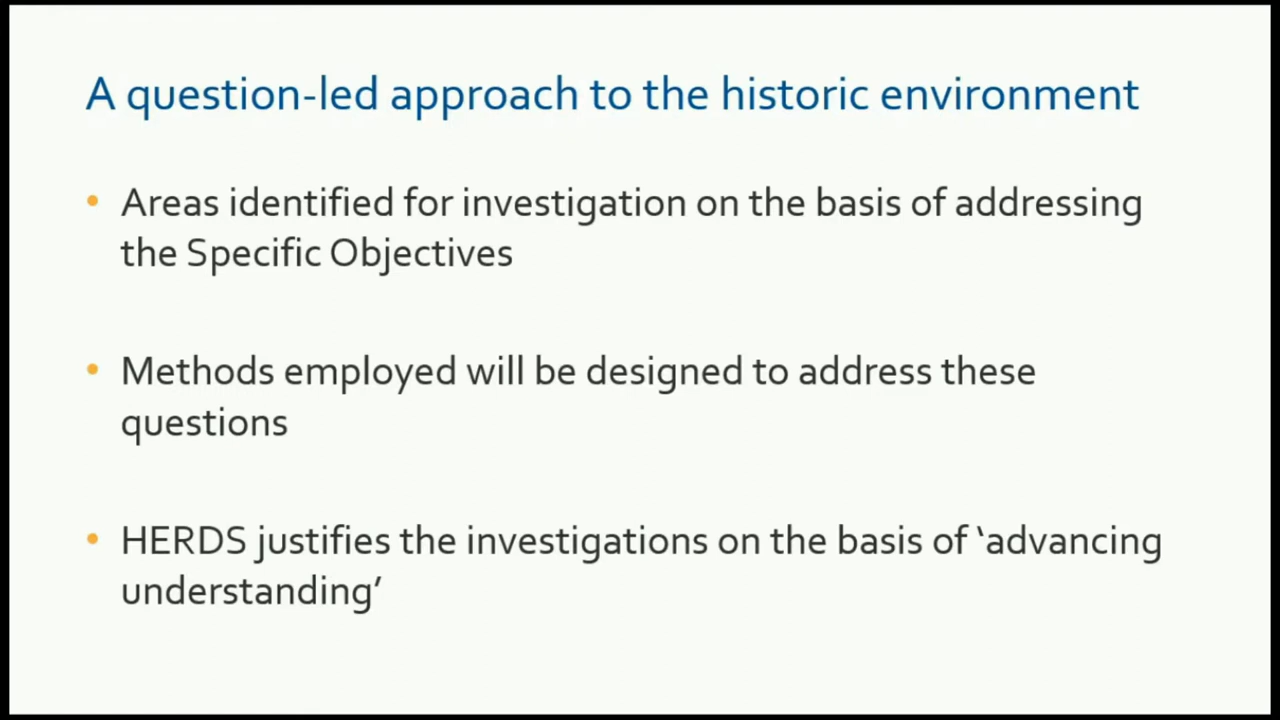 A question-led approach to the historic environment
• Areas identified for investigation on the basis of addressing
the Specific Objectives
• Methods employed will be designed to address these
questions
• HERDS justifies the investigations on the basis of ‘advancing
understanding’